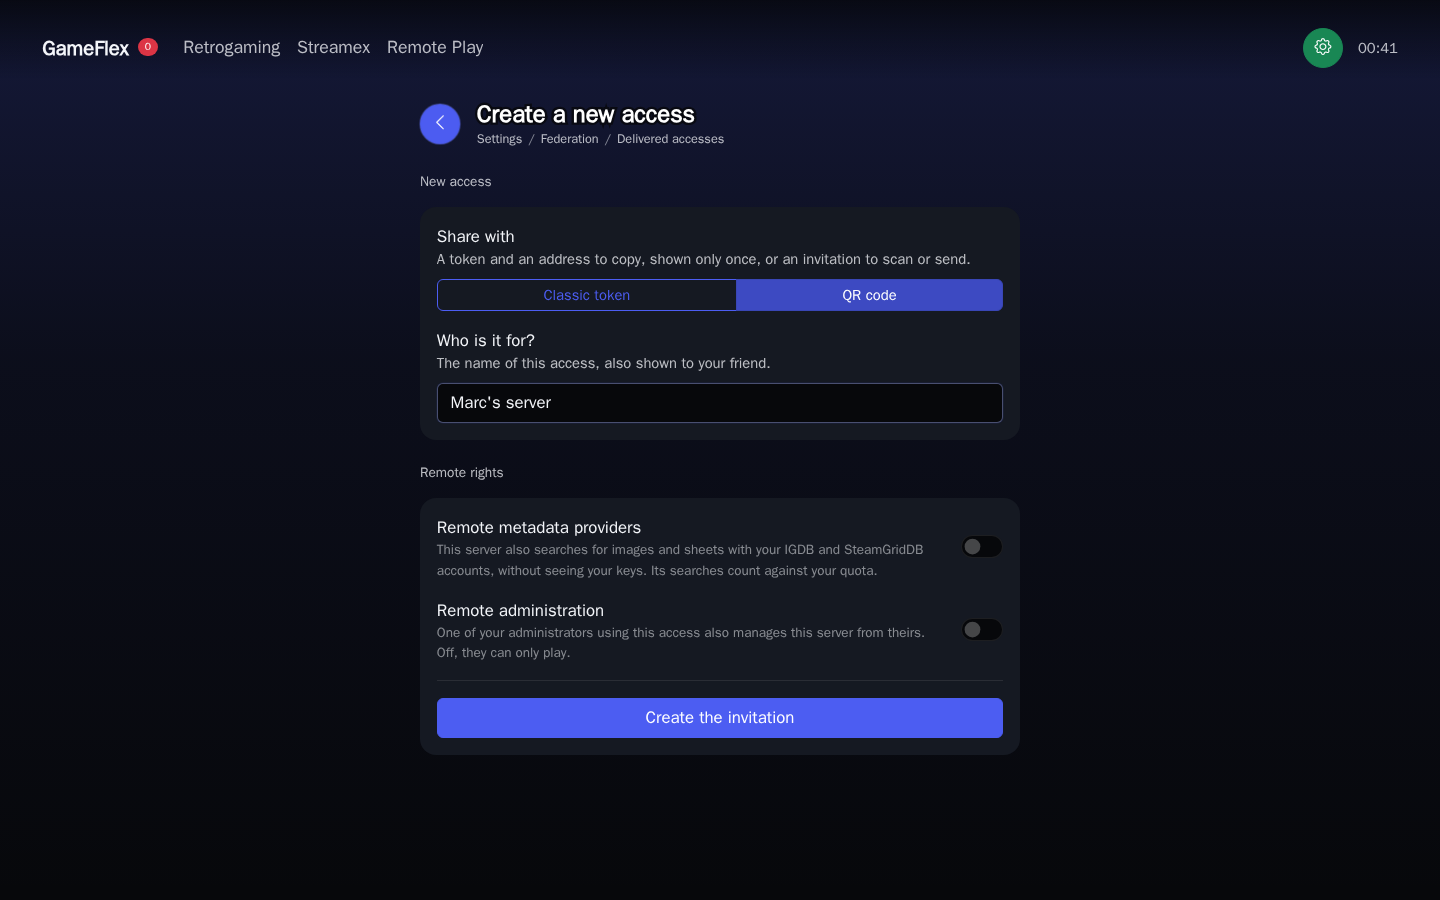 GameFlex 0 Retrogaming Streamex Remote Play 00:41
Create a new access
Settings / Federation / Delivered accesses
New access
Share with
A token and an address to copy, shown only once, or an invitation to scan or send.
Classic token QR code
Who is it for?
The name of this access, also shown to your friend.
Marc's server
Remote rights
Remote metadata providers
This server also searches for images and sheets with your IGDB and SteamGridDB
accounts, without seeing your keys. Its searches count against your quota.
Remote administration
One of your administrators using this access also manages this server from theirs.
Off, they can only play.
Create the invitation